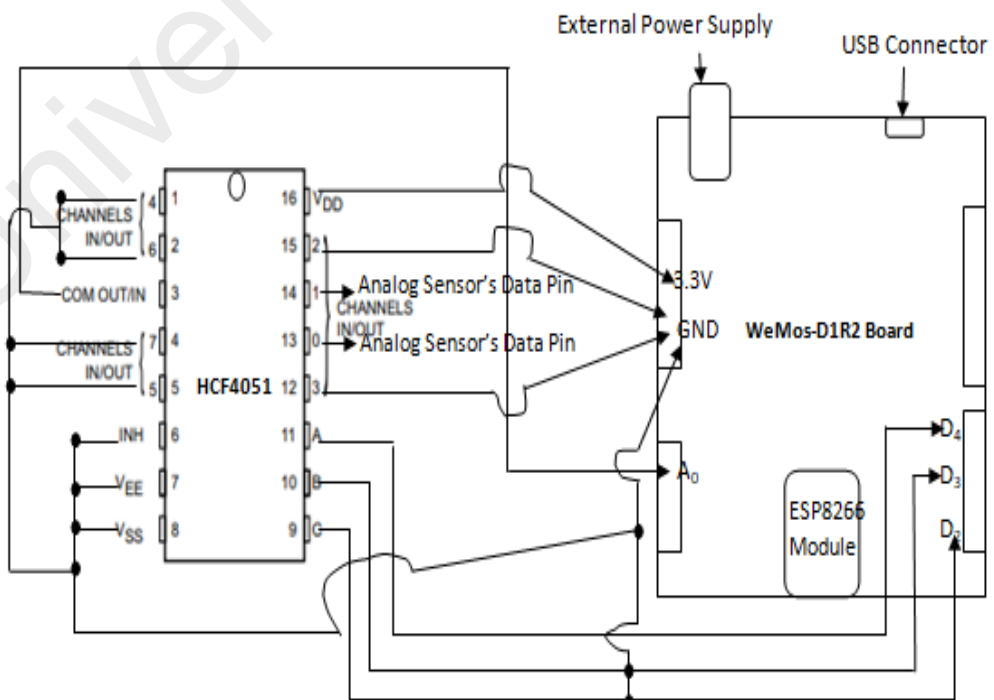 Univer
External Power Supply
USB Connector
4 1 16 VDD
CHANNELS
IN/OUT
6 2 15 2
COM OUT/IN 3 14 1 Analog Sensor's Data Pin
CHANNELS
IN/OUT
7 4 13 0 Analog Sensor's Data Pin
CHANNELS
IN/OUT
5 5 HCF4051 12 3
INH 6 11 A
VEE 7 10 B
VSS 8 9 C
3.3V
GND
WeMos-D1R2 Board
A0
D4
D3
D2
ESP8266
Module